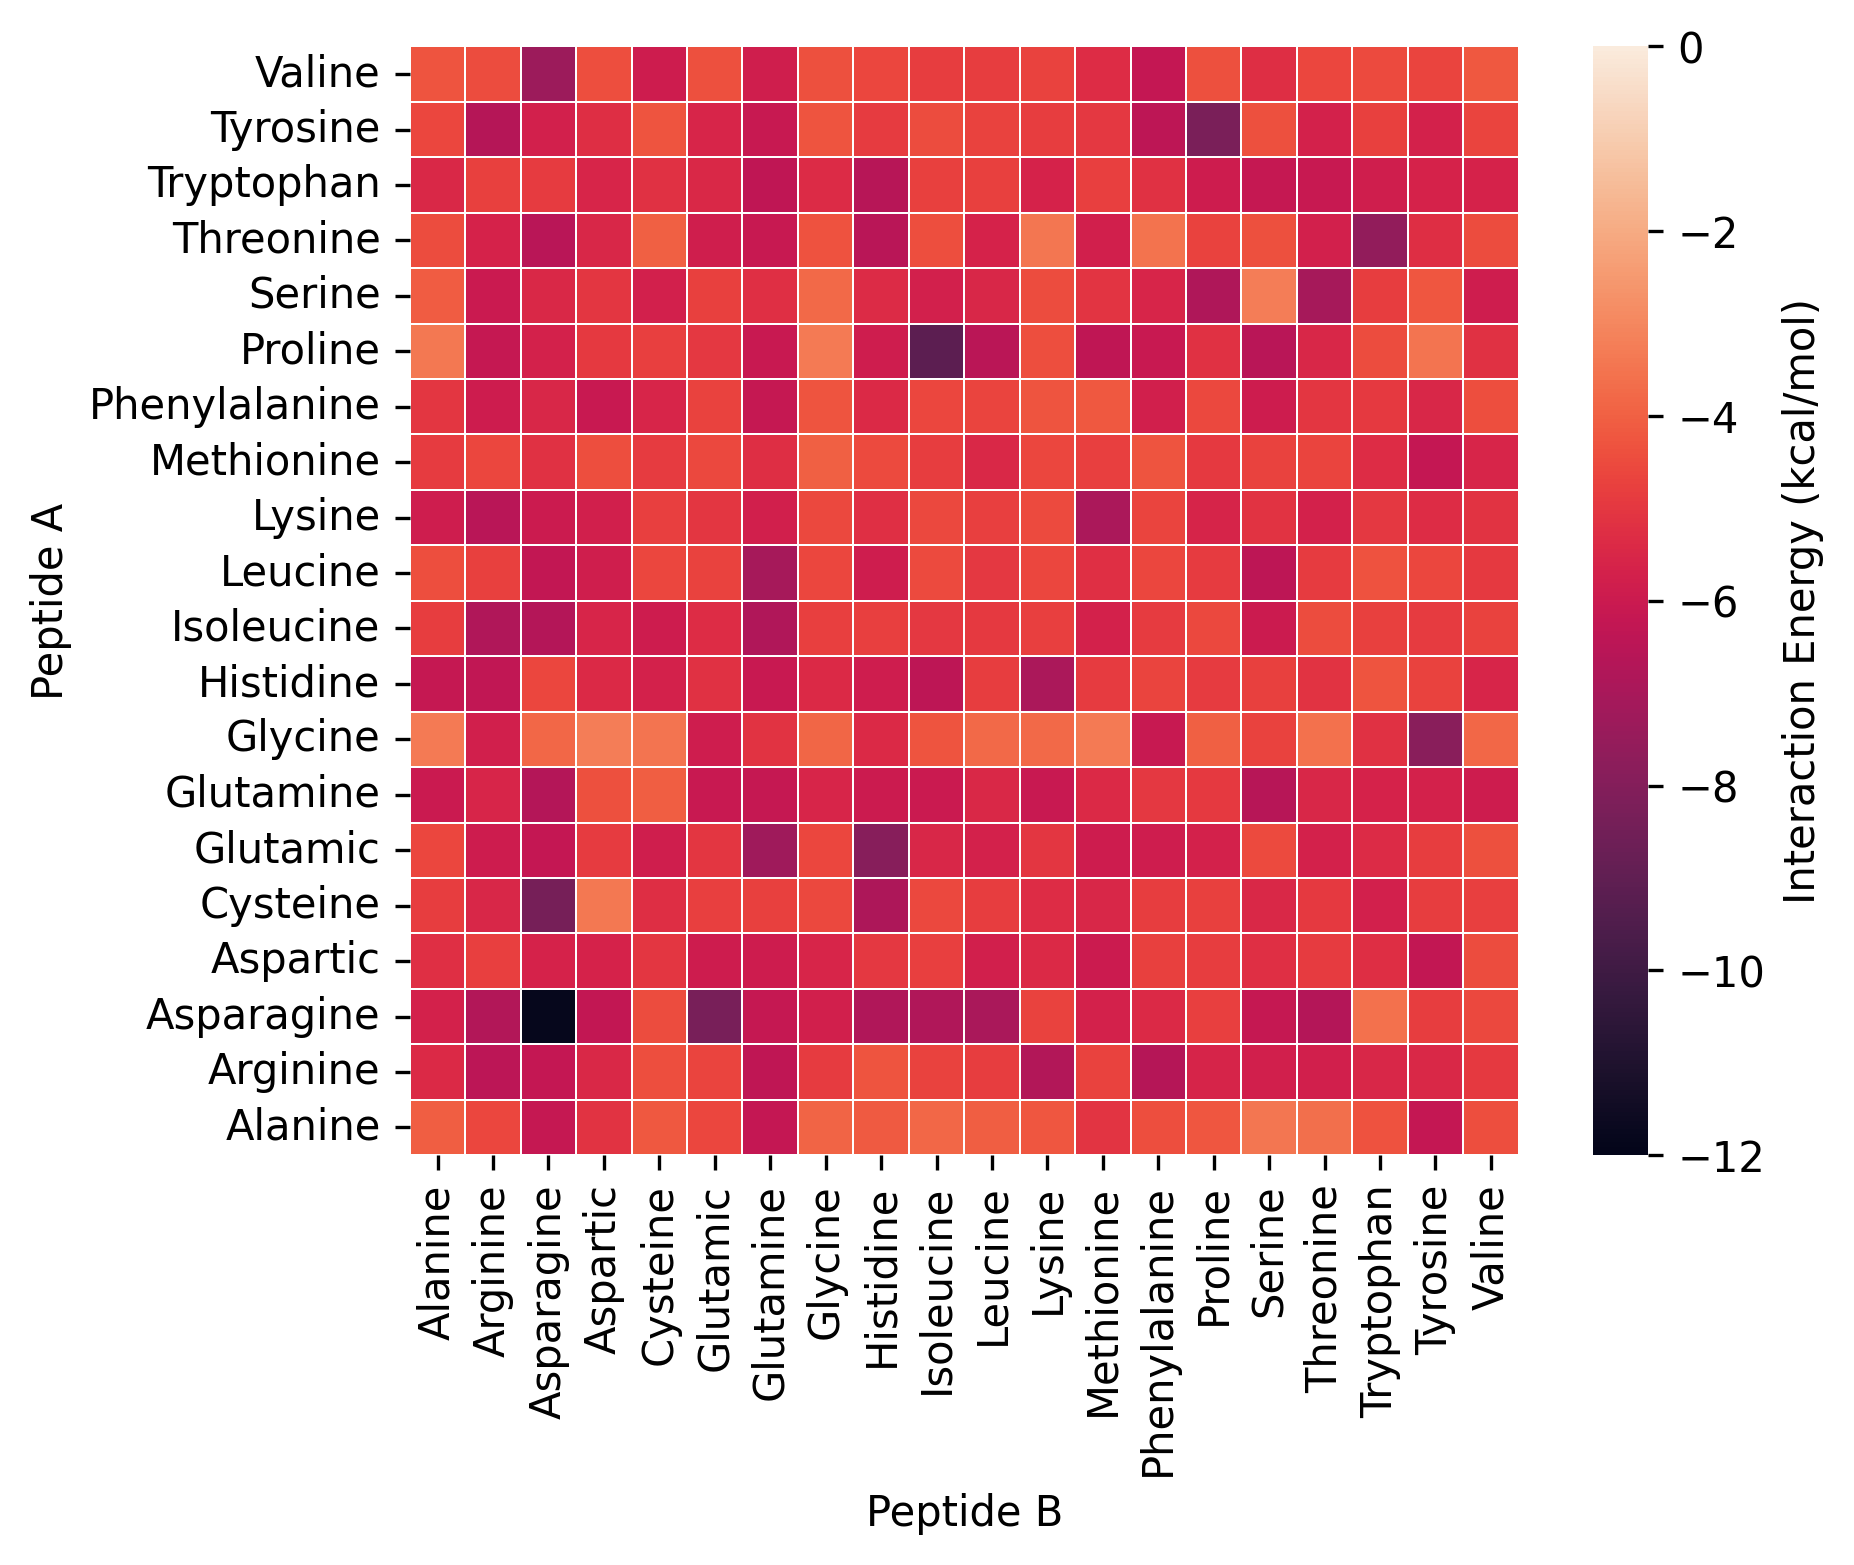 Valine
Tyrosine
Tryptophan
Threonine
Serine
Proline
Phenylalanine
Methionine
Lysine
Leucine
Isoleucine
Histidine
Glycine
Glutamine
Glutamic
Cysteine
Aspartic
Asparagine
Arginine
Alanine
Peptide A
Alanine
Arginine
Asparagine
Aspartic
Cysteine
Glutamic
Glutamine
Glycine
Histidine
Isoleucine
Leucine
Lysine
Methionine
Phenylalanine
Proline
Serine
Threonine
Tryptophan
Tyrosine
Valine
Peptide B
0
−2
−4
−6
−8
−10
−12
Interaction Energy (kcal/mol)